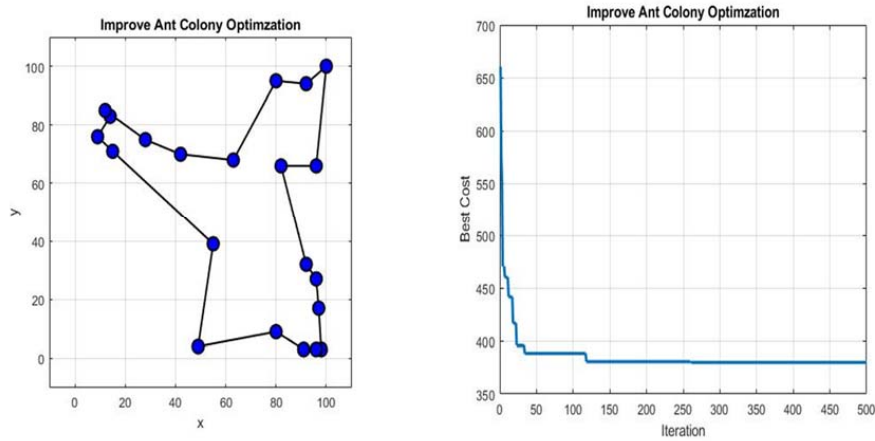 Improve Ant Colony Optimzation
100
80
60
40
20
0
y
0 20 40 60 80 100
x
Improve Ant Colony Optimzation
700
650
600
550
500
450
400
350
Best Cost
0 50 100 150 200 250 300 350 400 450 500
Iteration